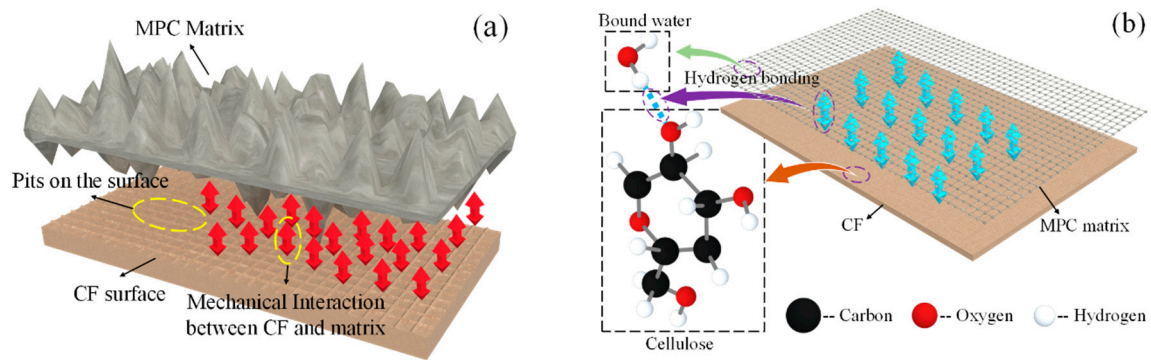 (a)
MPC Matrix
Pits on the surface
CF surface
Mechanical Interaction
between CF and matrix
(b)
Bound water
Hydrogen bonding
CF
MPC matrix
Cellulose
-- Carbon
-- Oxygen
-- Hydrogen